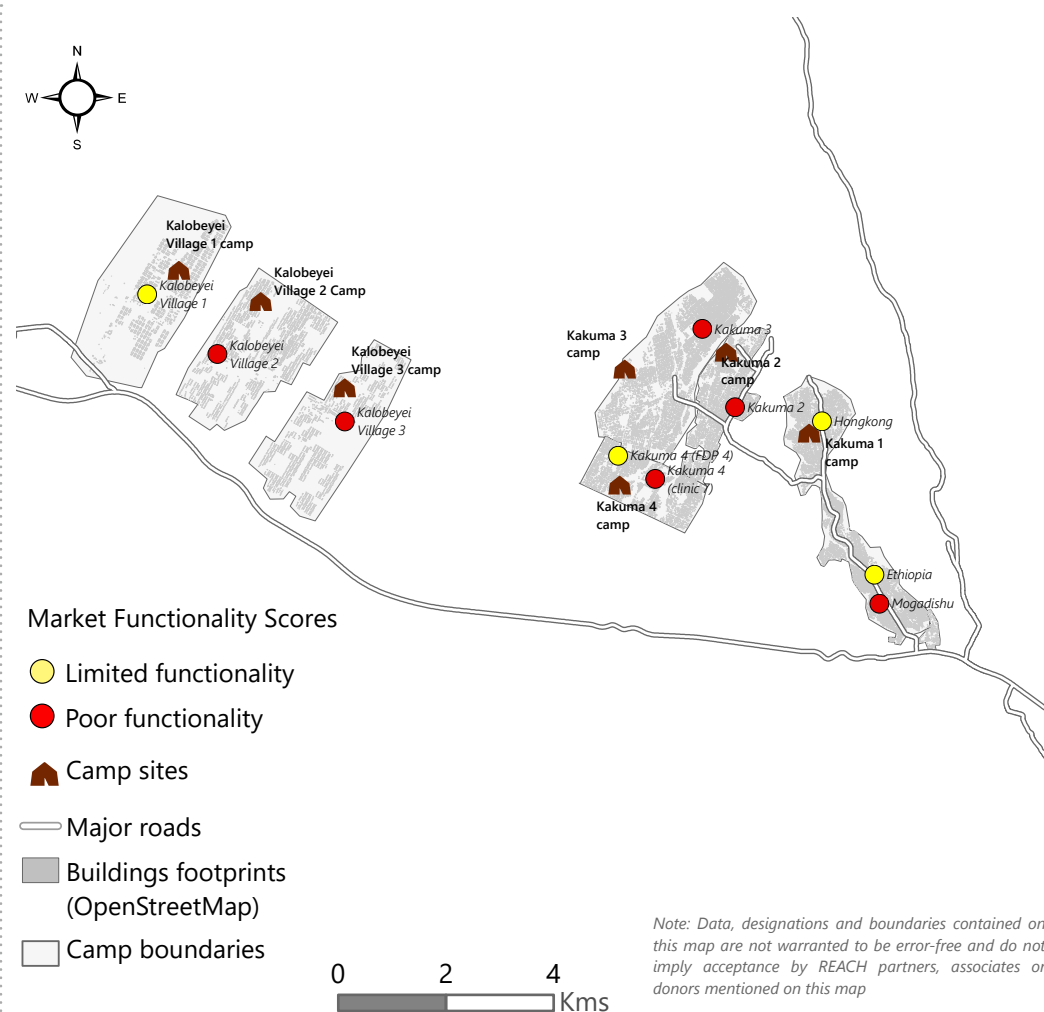 N
W
E
S
Kalobeyei
Village 1 camp
Kalobeyei
Village 1
Kalobeyei
Village 2 Camp
Kalobeyei
Village 2
Kalobeyei
Village 3 camp
Kalobeyei
Village 3
Kakuma 3
camp
Kakuma 3
Kakuma 2
camp
Kakuma 2
Hongkong
Kakuma 1
camp
Kakuma 4 (FDP 4)
Kakuma 4
(clinic 7)
Kakuma 4
camp
Ethiopia
Mogadishu
Market Functionality Scores
Limited functionality
Poor functionality
Camp sites
Major roads
Buildings footprints
(OpenStreetMap)
Camp boundaries
0 2 4
Kms
Note: Data, designations and boundaries contained on
this map are not warranted to be error-free and do not
imply acceptance by REACH partners, associates or
donors mentioned on this map